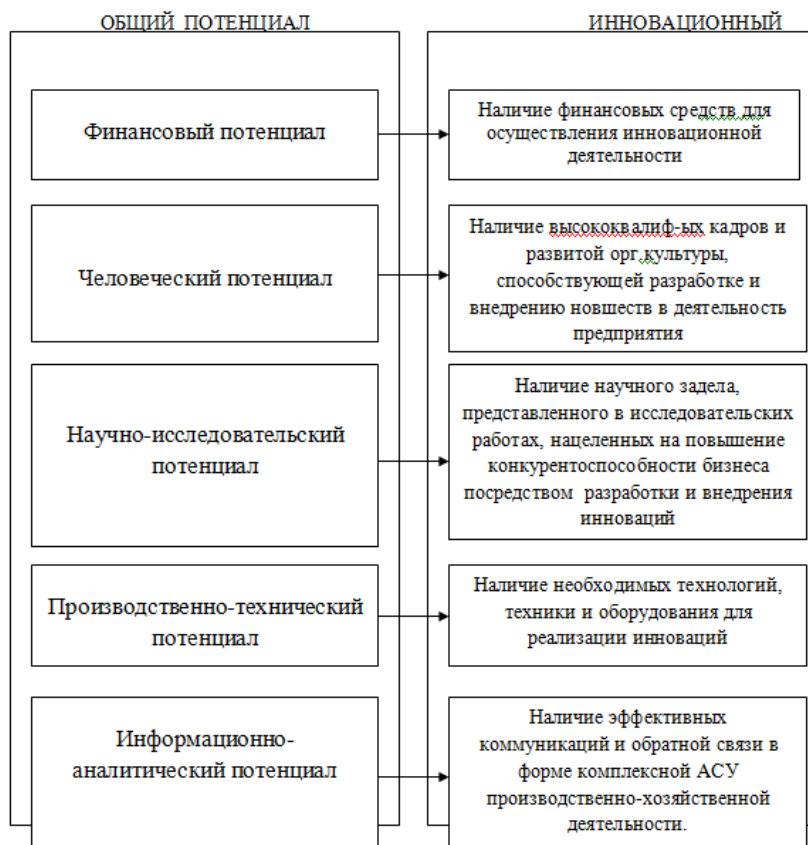 ОБЩИЙ ПОТЕНЦИАЛ
ИННОВАЦИОННЫЙ
Финансовый потенциал
Наличие финансовых средств для
осуществления инновационной
деятельности
Человеческий потенциал
Наличие высококвалиф-ых кадров и
развитой орг.культуры,
способствующей разработке и
внедрению новшеств в деятельность
предприятия
Научно-исследовательский
потенциал
Наличие научного задела,
представленного в исследовательских
работах, нацеленных на повышение
конкурентоспособности бизнеса
посредством разработки и внедрения
инноваций
Производственно-технический
потенциал
Наличие необходимых технологий,
техники и оборудования для
реализации инноваций
Информационно-
аналитический потенциал
Наличие эффективных
коммуникаций и обратной связи в
форме комплексной АСУ
производственно-хозяйственной
деятельности.